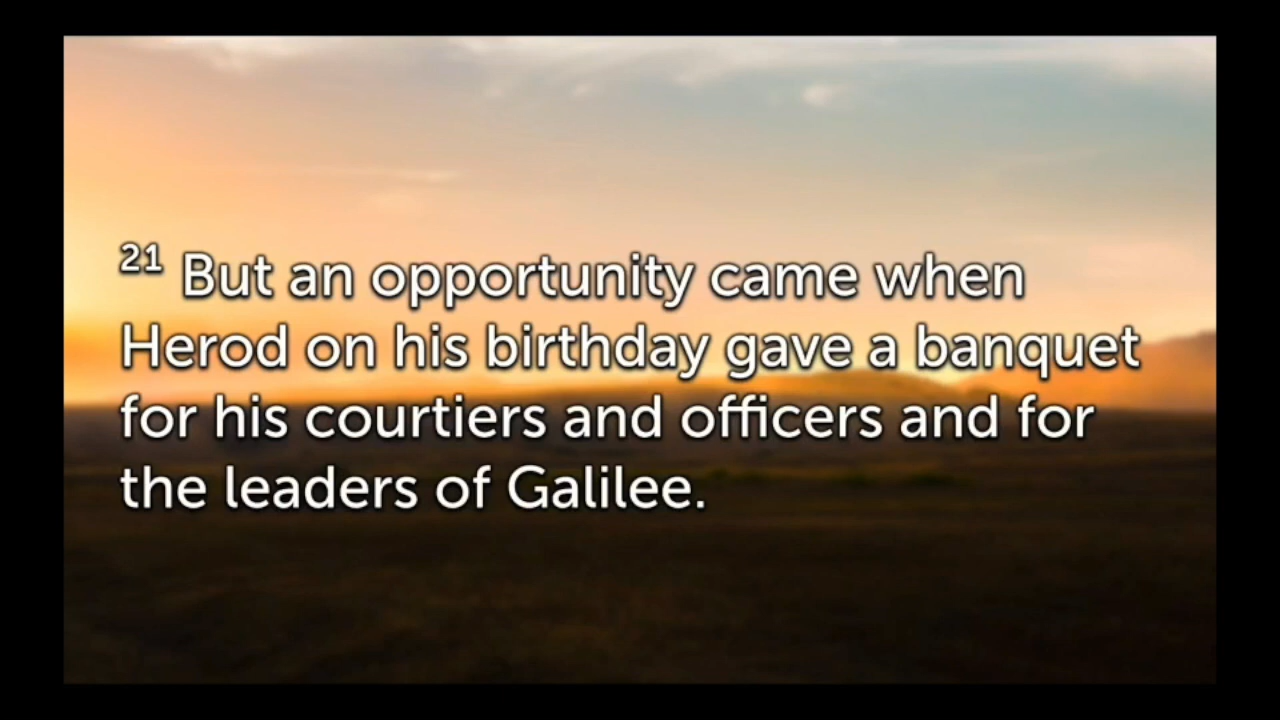 21 But an opportunity came when
Herod on his birthday gave a banquet
for his courtiers and officers and for
the leaders of Galilee.